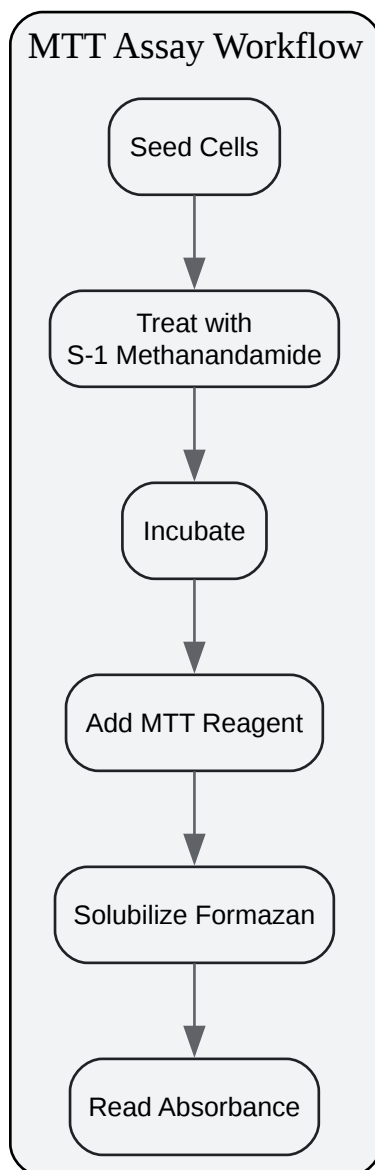 MTT Assay Workflow
Seed Cells
Treat with
S-1 Methanandamide
Incubate
Add MTT Reagent
Solubilize Formazan
Read Absorbance